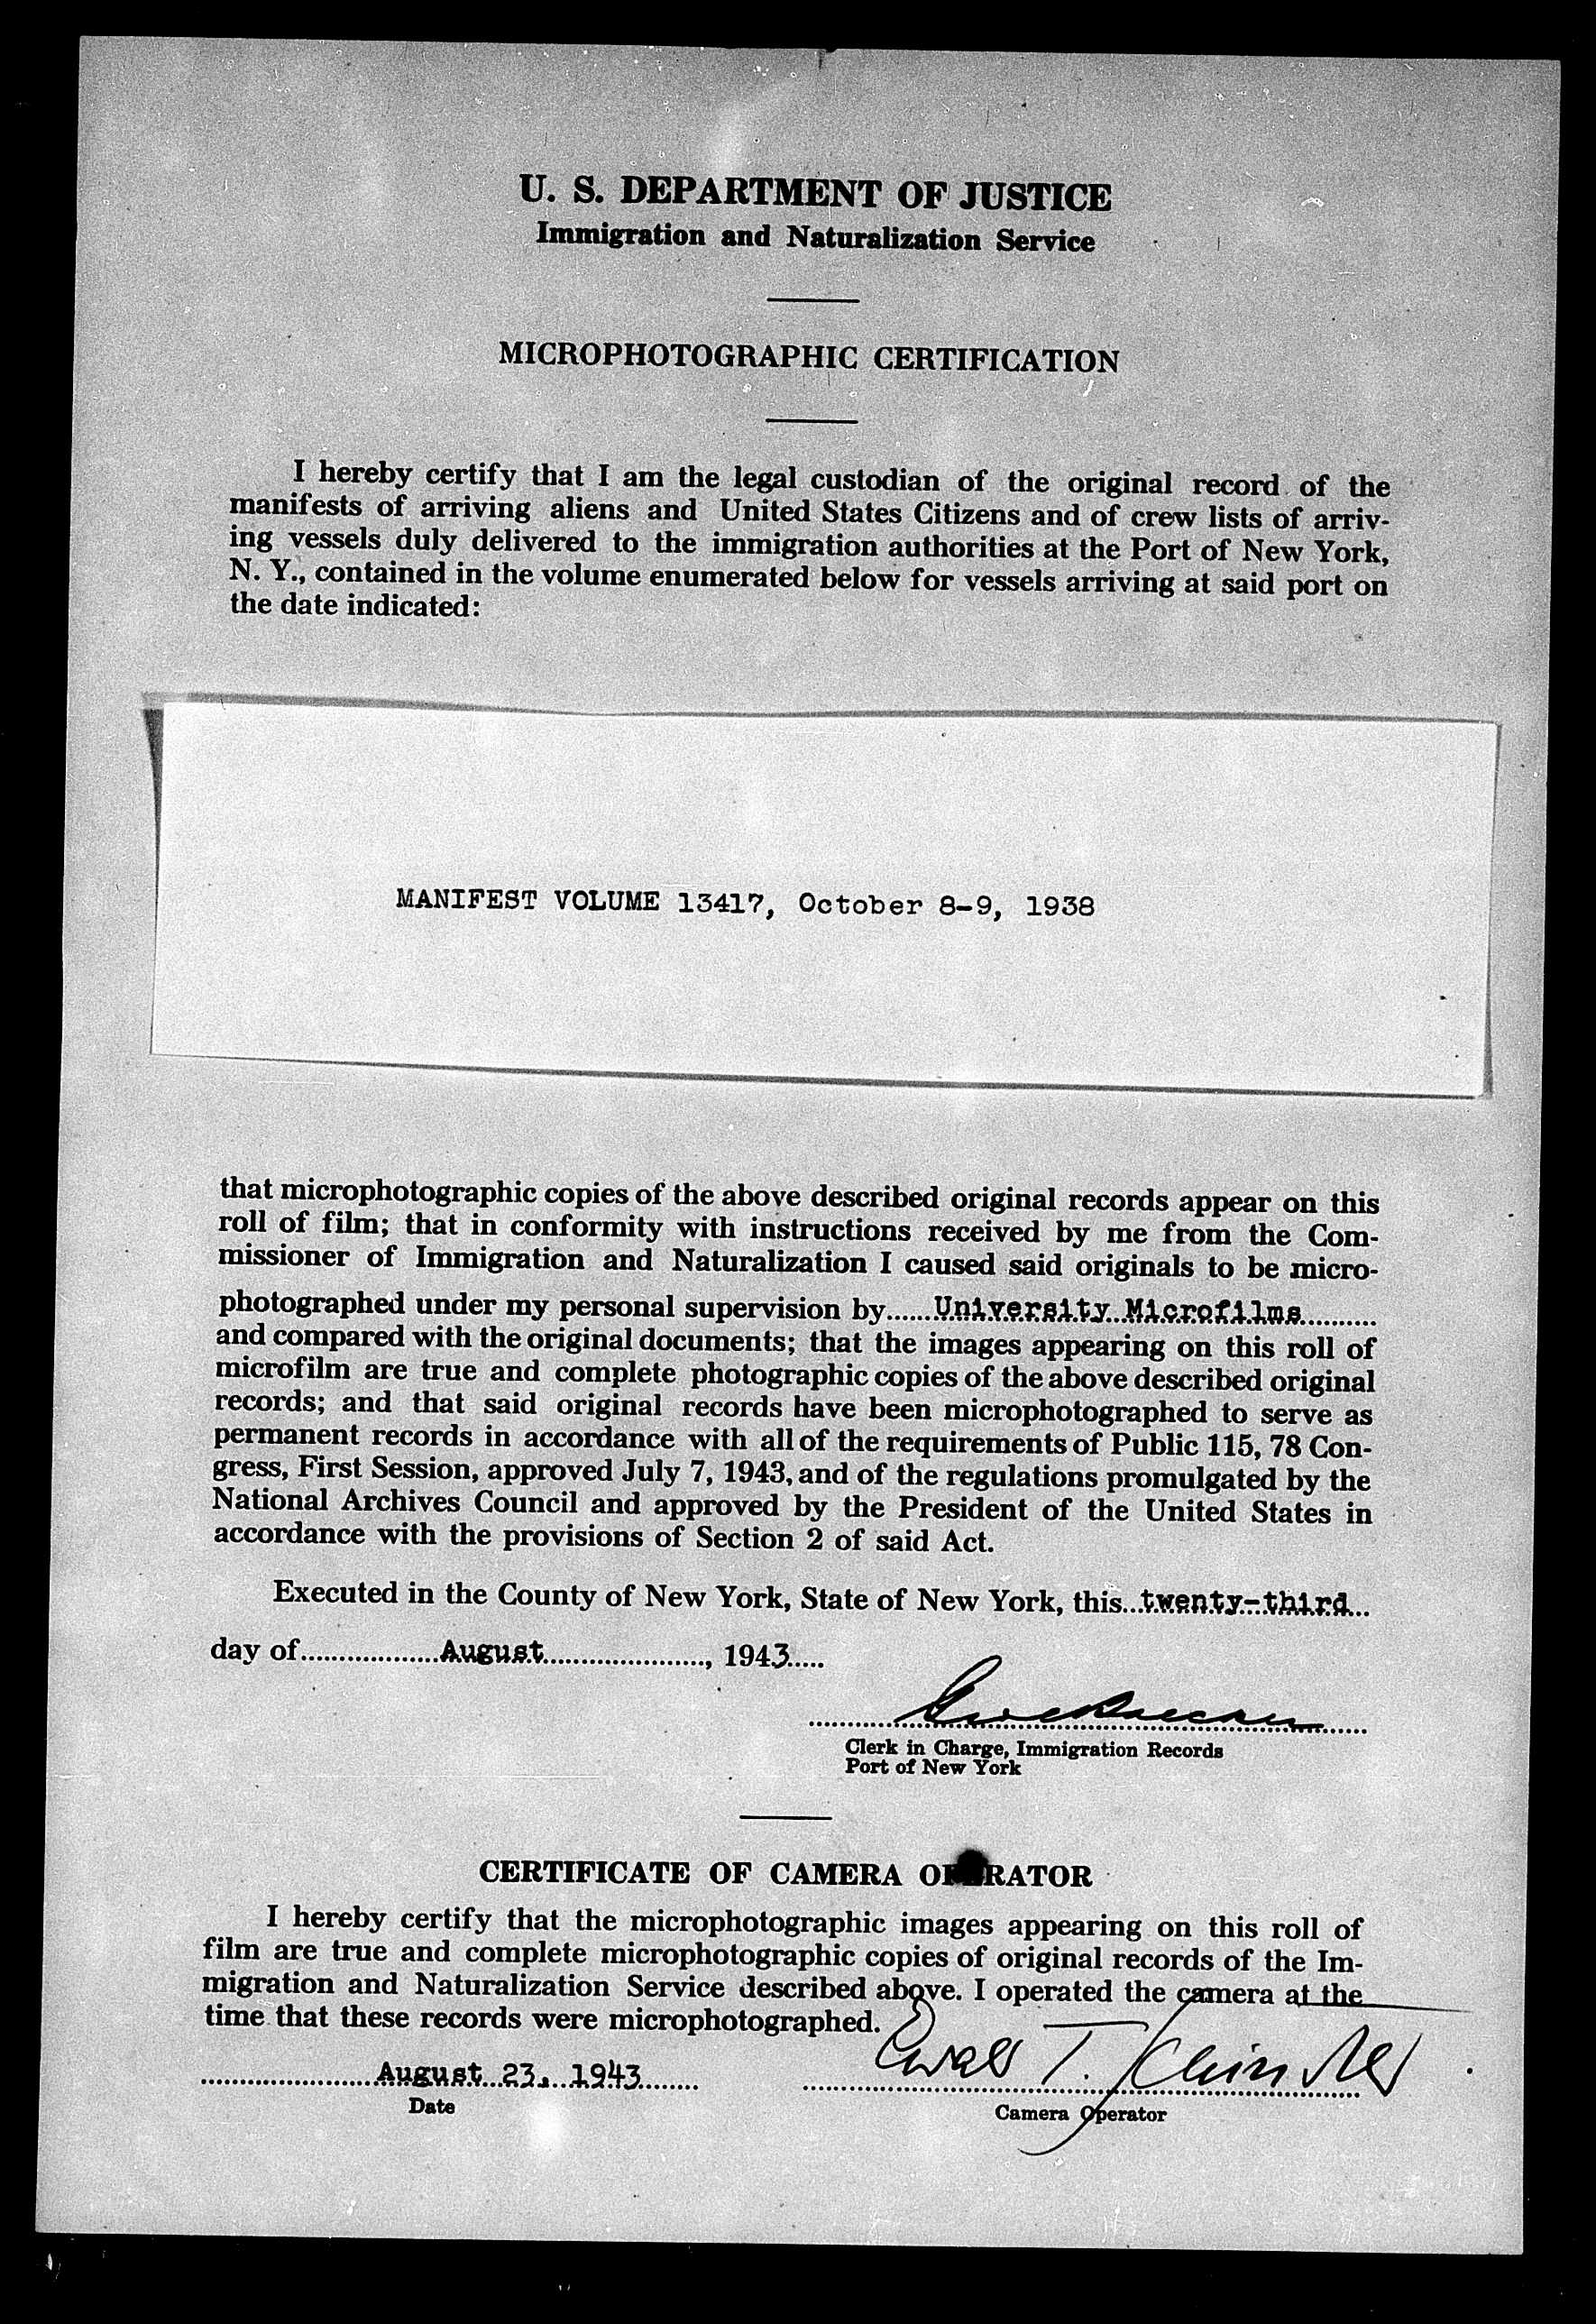 U. S. DEPARTMENT OF JUSTICE
Immigration and Naturalization Service
MICROPHOTOGRAPHIC CERTIFICATION
I hereby certify that I am the legal custodian of the original record of the
manifests of arriving aliens and United States Citizens and of crew lists of arriv-
ing vessels duly delivered to the immigration authorities at the Port of New York,
N. Y., contained in the volume enumerated below for vessels arriving at said port on
the date indicated:
MANIFEST VOLUME 13417, October 8-9, 1938
that microphotographic copies of the above described original records appear on this
roll of film; that in conformity with instructions received by me from the Com-
missioner of Immigration and Naturalization I caused said originals to be micro-
photographed under my personal supervision by......University Microfilms..........
and compared with the original documents; that the images appearing on this roll of
microfilm are true and complete photographic copies of the above described original
records; and that said original records have been microphotographed to serve as
permanent records in accordance with all of the requirements of Public 115, 78 Con-
gress, First Session, approved July 7, 1943, and of the regulations promulgated by the
National Archives Council and approved by the President of the United States in
accordance with the provisions of Section 2 of said Act.
Executed in the County of New York, State of New York, this...twenty-third...
day of..................August....................., 1943.....
Clerk in Charge, Immigration Records
Port of New York
CERTIFICATE OF CAMERA OPERATOR
I hereby certify that the microphotographic images appearing on this roll of
film are true and complete microphotographic copies of original records of the Im-
migration and Naturalization Service described above. I operated the camera at the
time that these records were microphotographed.
August 23, 1943
T.
Date
Camera Operator